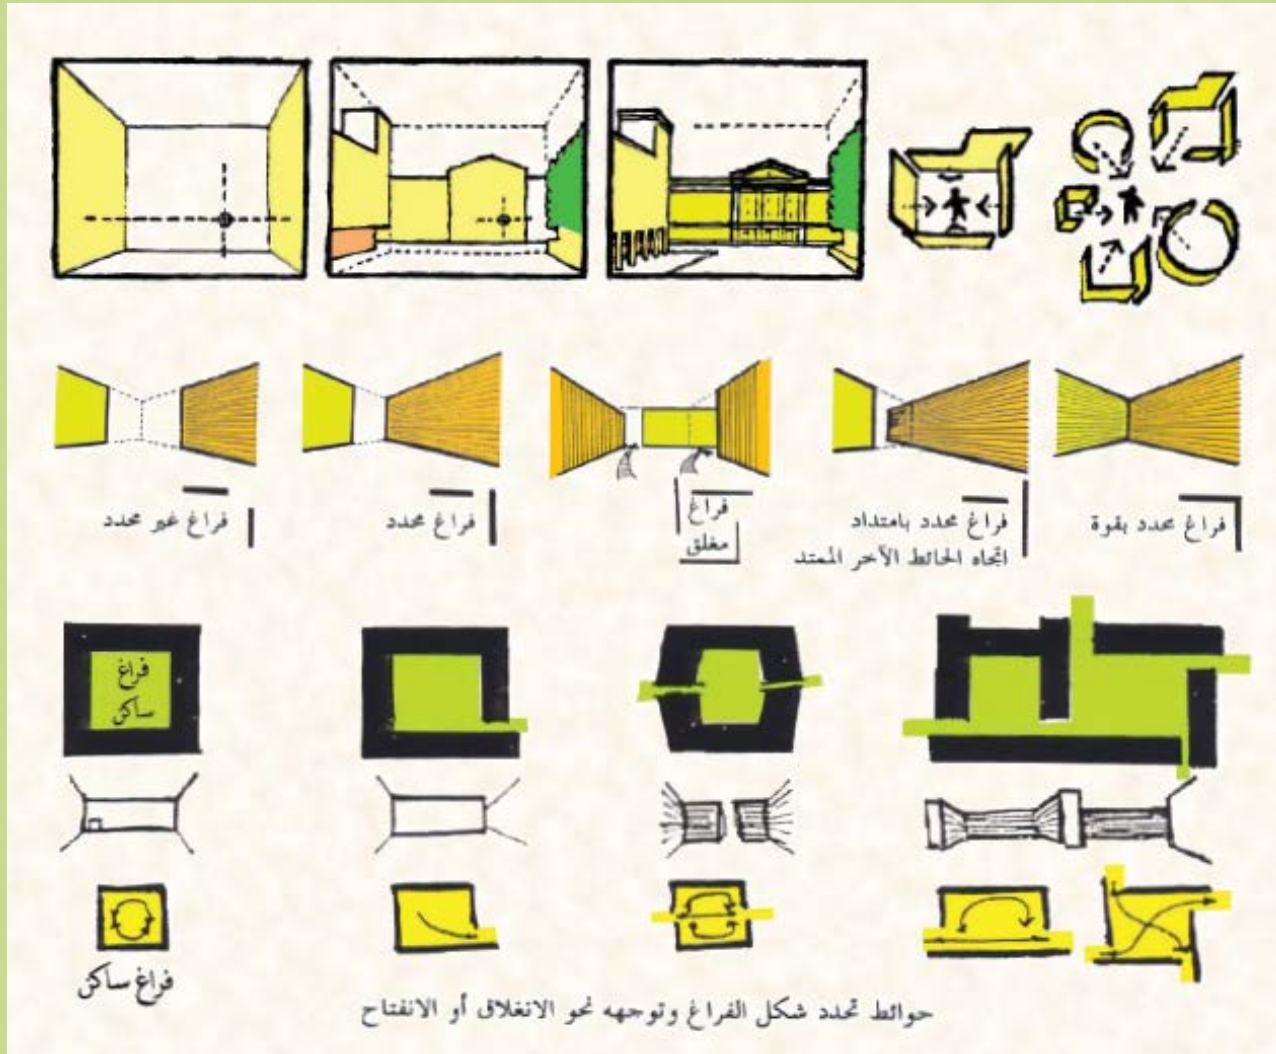 فراغ محدد بقوة
فراغ محدد بامتداد
اتجاه الحائط الآخر الممتد
فراغ
مغلق
فراغ محدد
فراغ غير محدد
فراغ
ساكن
فراغ ساكن
حوائط تحدد شكل الفراغ وتوجهه نحو الانغلاق أو الانفتاح